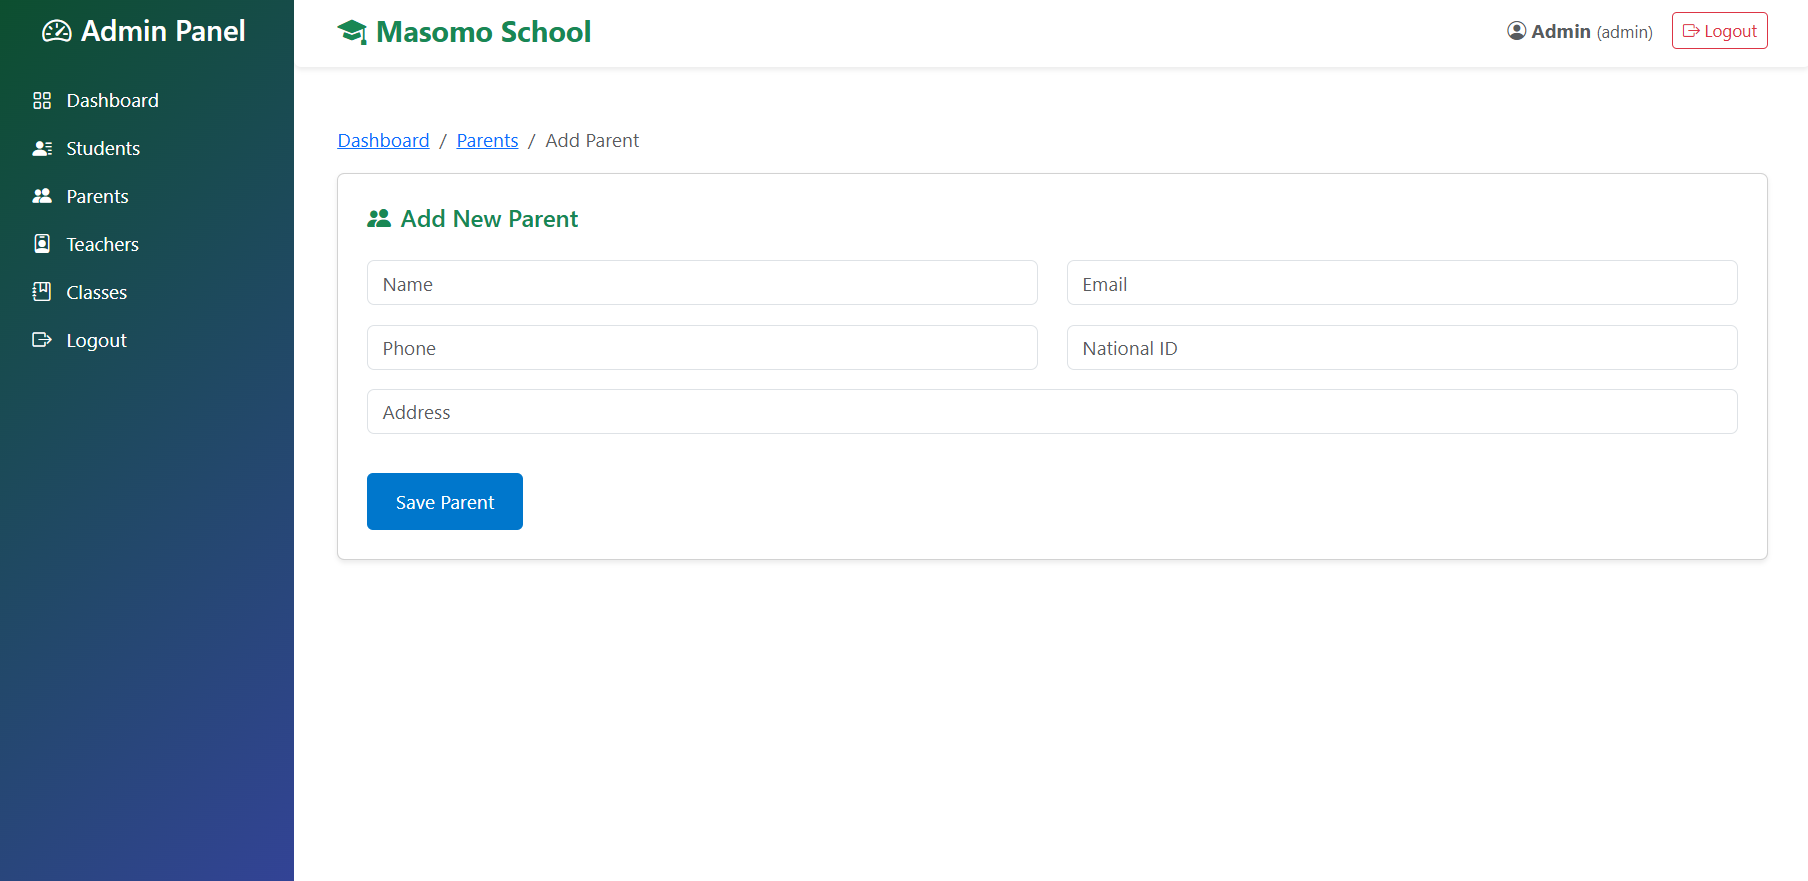 Admin Panel
Dashboard
Students
Parents
Teachers
Classes
Logout
Masomo School
Admin (admin)
Logout
Dashboard / Parents / Add Parent
Add New Parent
Name
Email
Phone
National ID
Address
Save Parent